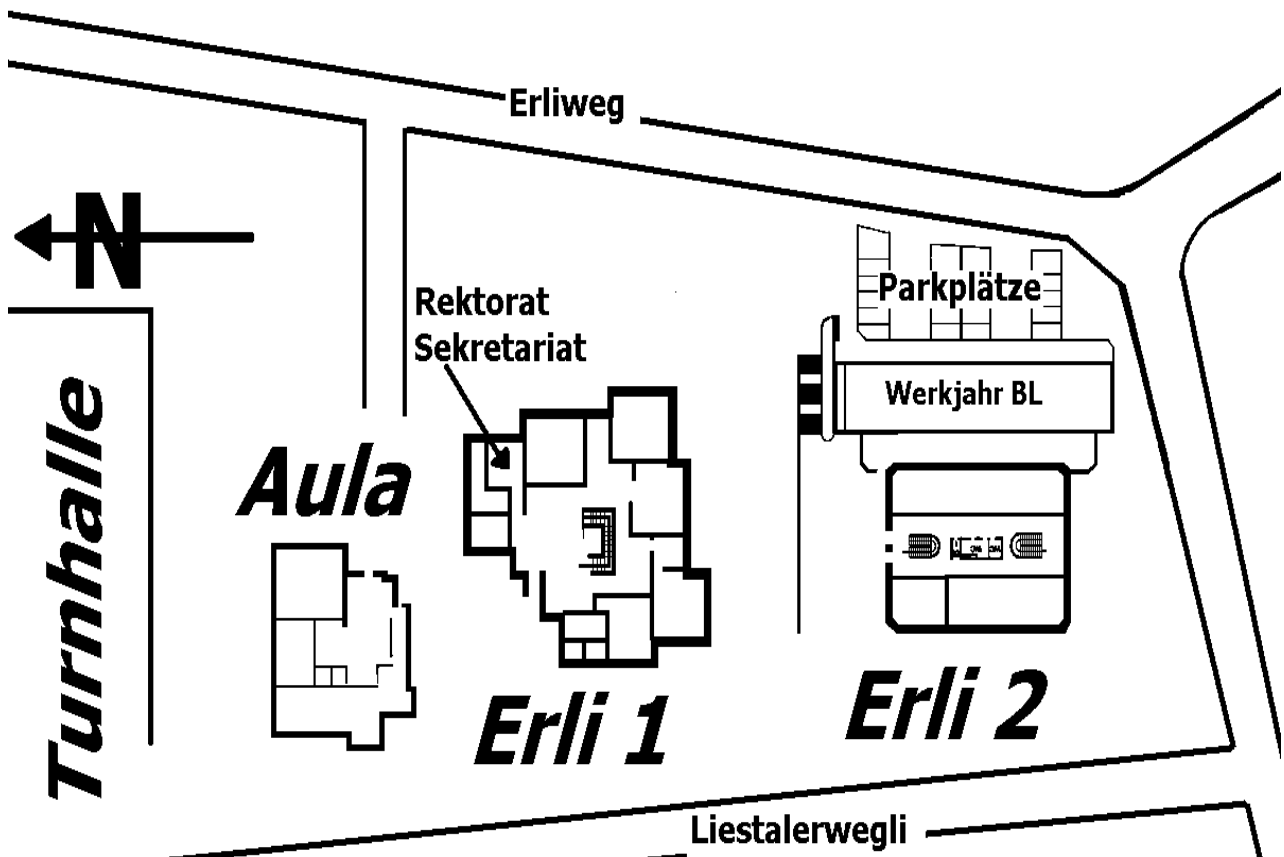 Erliweg
N
Rektorat
Sekretariat
Parkplätze
Werkjahr BL
Turnhalle
Aula
Erli 1
Erli 2
Liestalerwegli